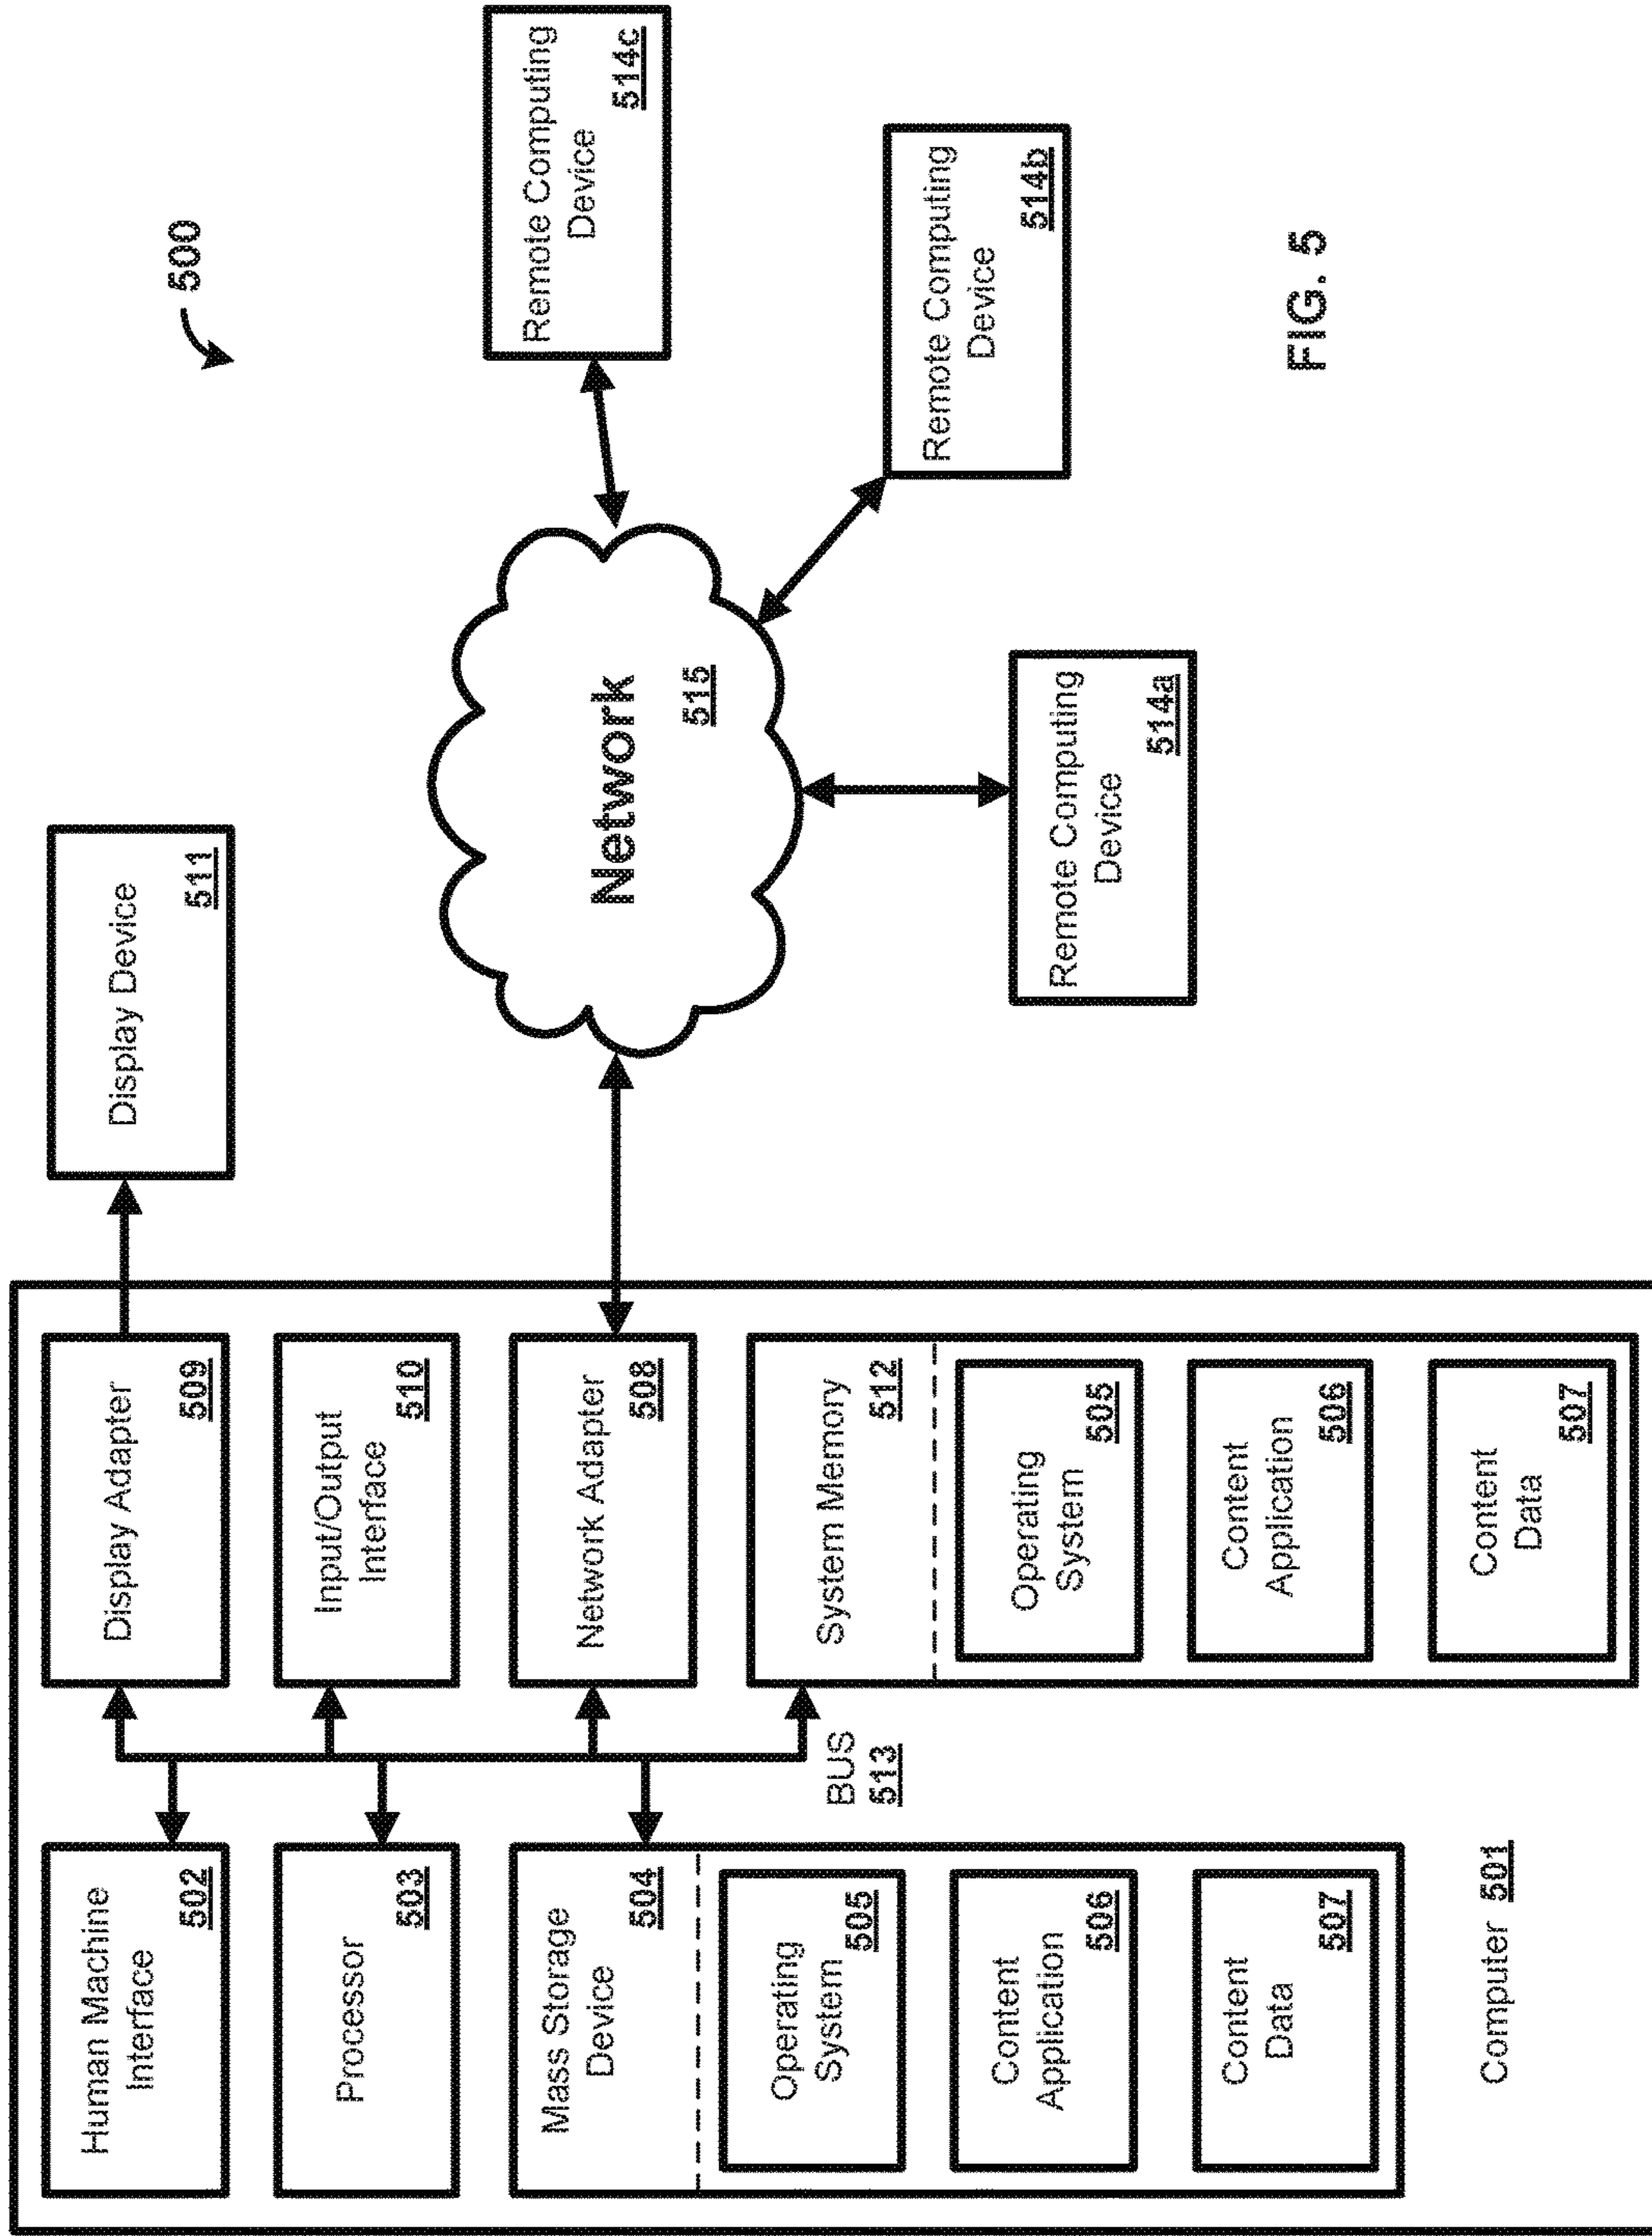 500
Human Machine
Interface
502
Processor
503
Mass Storage
Device
504
Operating
System
505
Content
Application
506
Content
Data
507
Computer 501
BUS
513
Display Adapter
509
Input/Output
Interface
510
Network Adapter
508
System Memory
512
Operating
System
505
Content
Application
506
Content
Data
507
Display Device
511
Network
515
Remote Computing
Device
514a
Remote Computing
Device
514b
Remote Computing
Device
514c
FIG. 5